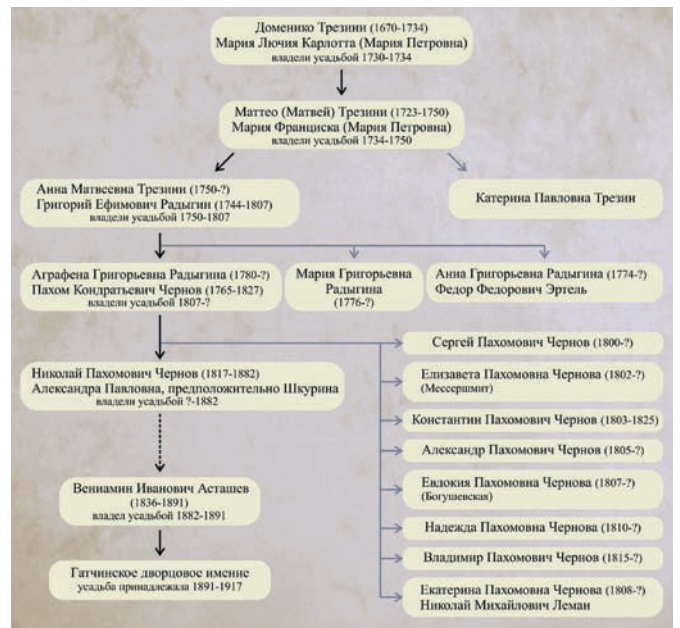 Доменико Трезини (1670-1734)
Мария Лючия Карлотта (Мария Петровна)
владели усадьбой 1730-1734
Маттео (Матвей) Трезини (1723-1750)
Мария Франциска (Мария Петровна)
владели усадьбой 1734-1750
Анна Матвеевна Трезини (1750-?)
Григорий Ефимович Радыгин (1744-1807)
владели усадьбой 1750-1807
Катерина Павловна Трезин
Аграфена Григорьевна Радыгина (1780-?)
Пахом Кондратьевич Чернов (1765-1827)
владели усадьбой 1807-?
Мария Григорьевна
Радыгина
(1776-?)
Анна Григорьевна Радыгина (1774-?)
Федор Федорович Эртель
Николай Пахомович Чернов (1817-1882)
Александра Павловна, предположительно Шкурина
владели усадьбой ?-1882
Сергей Пахомович Чернов (1800-?)
Елизавета Пахомовна Чернова (1802-?)
(Мессершмит)
Константин Пахомович Чернов (1803-1825)
Александр Пахомович Чернов (1805-?)
Евдокия Пахомовна Чернова (1807-?)
(Богушевская)
Надежда Пахомовна Чернова (1810-?)
Владимир Пахомович Чернов (1815-?)
Екатерина Пахомовна Чернова (1808-?)
Николай Михайлович Леман
Вениамин Иванович Асташев
(1836-1891)
владел усадьбой 1882-1891
Гатчинское дворцовое имение
усадьба принадлежала 1891-1917